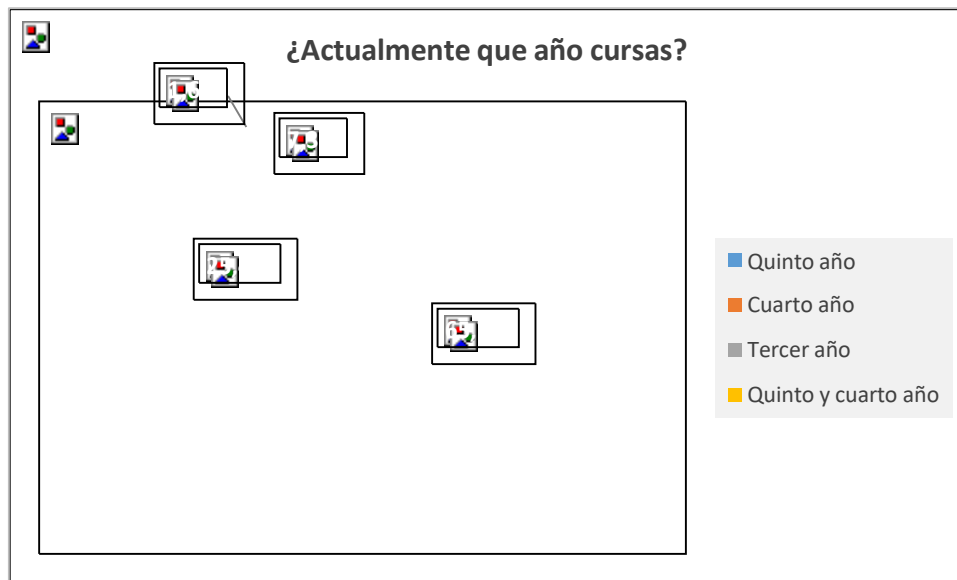 ¿Actualmente que año cursas?
Quinto año
Cuarto año
Tercer año
Quinto y cuarto año